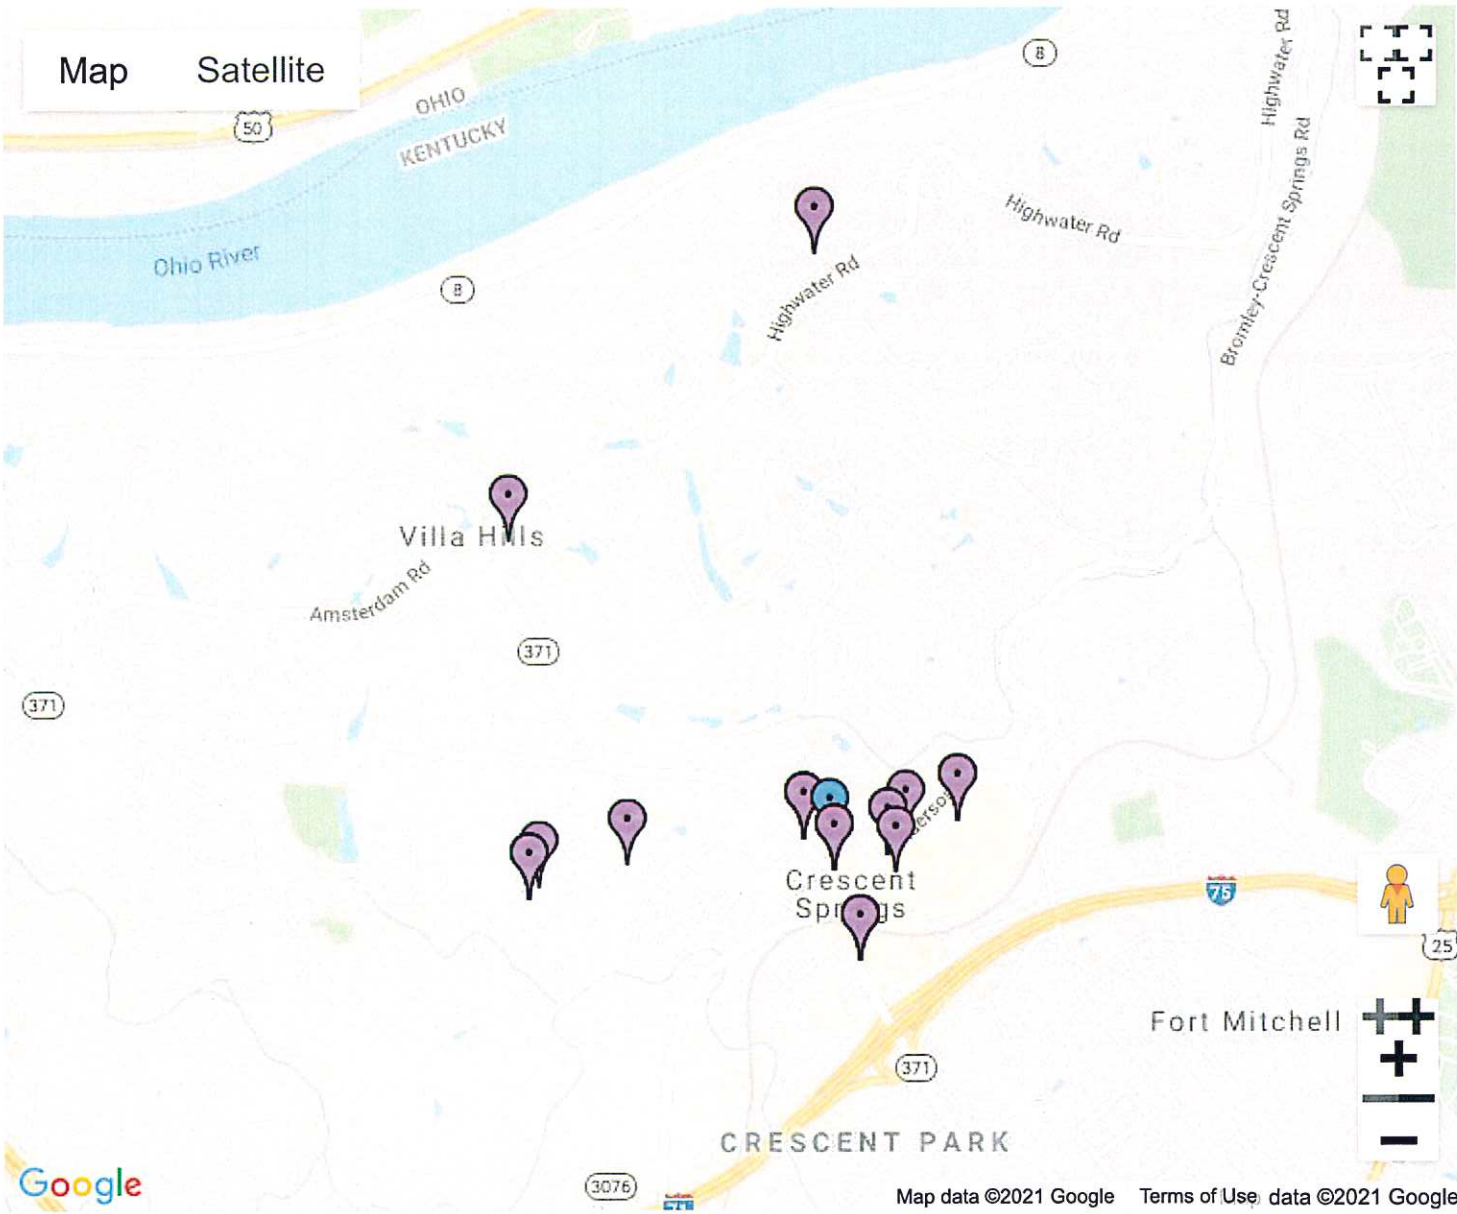 Map Satellite
8
Highwater Rd
OHIO
50
KENTUCKY
Bromley-Crescent Springs Rd
Highwater Rd
Ohio River
8
Highwater Rd
Villa Hills
Amsterdam Rd
371
371
Crescent
Springs
75
25
Fort Mitchell
371
CRESCENT PARK
Google
3076
71
Map data ©2021 Google Terms of Use data ©2021 Google